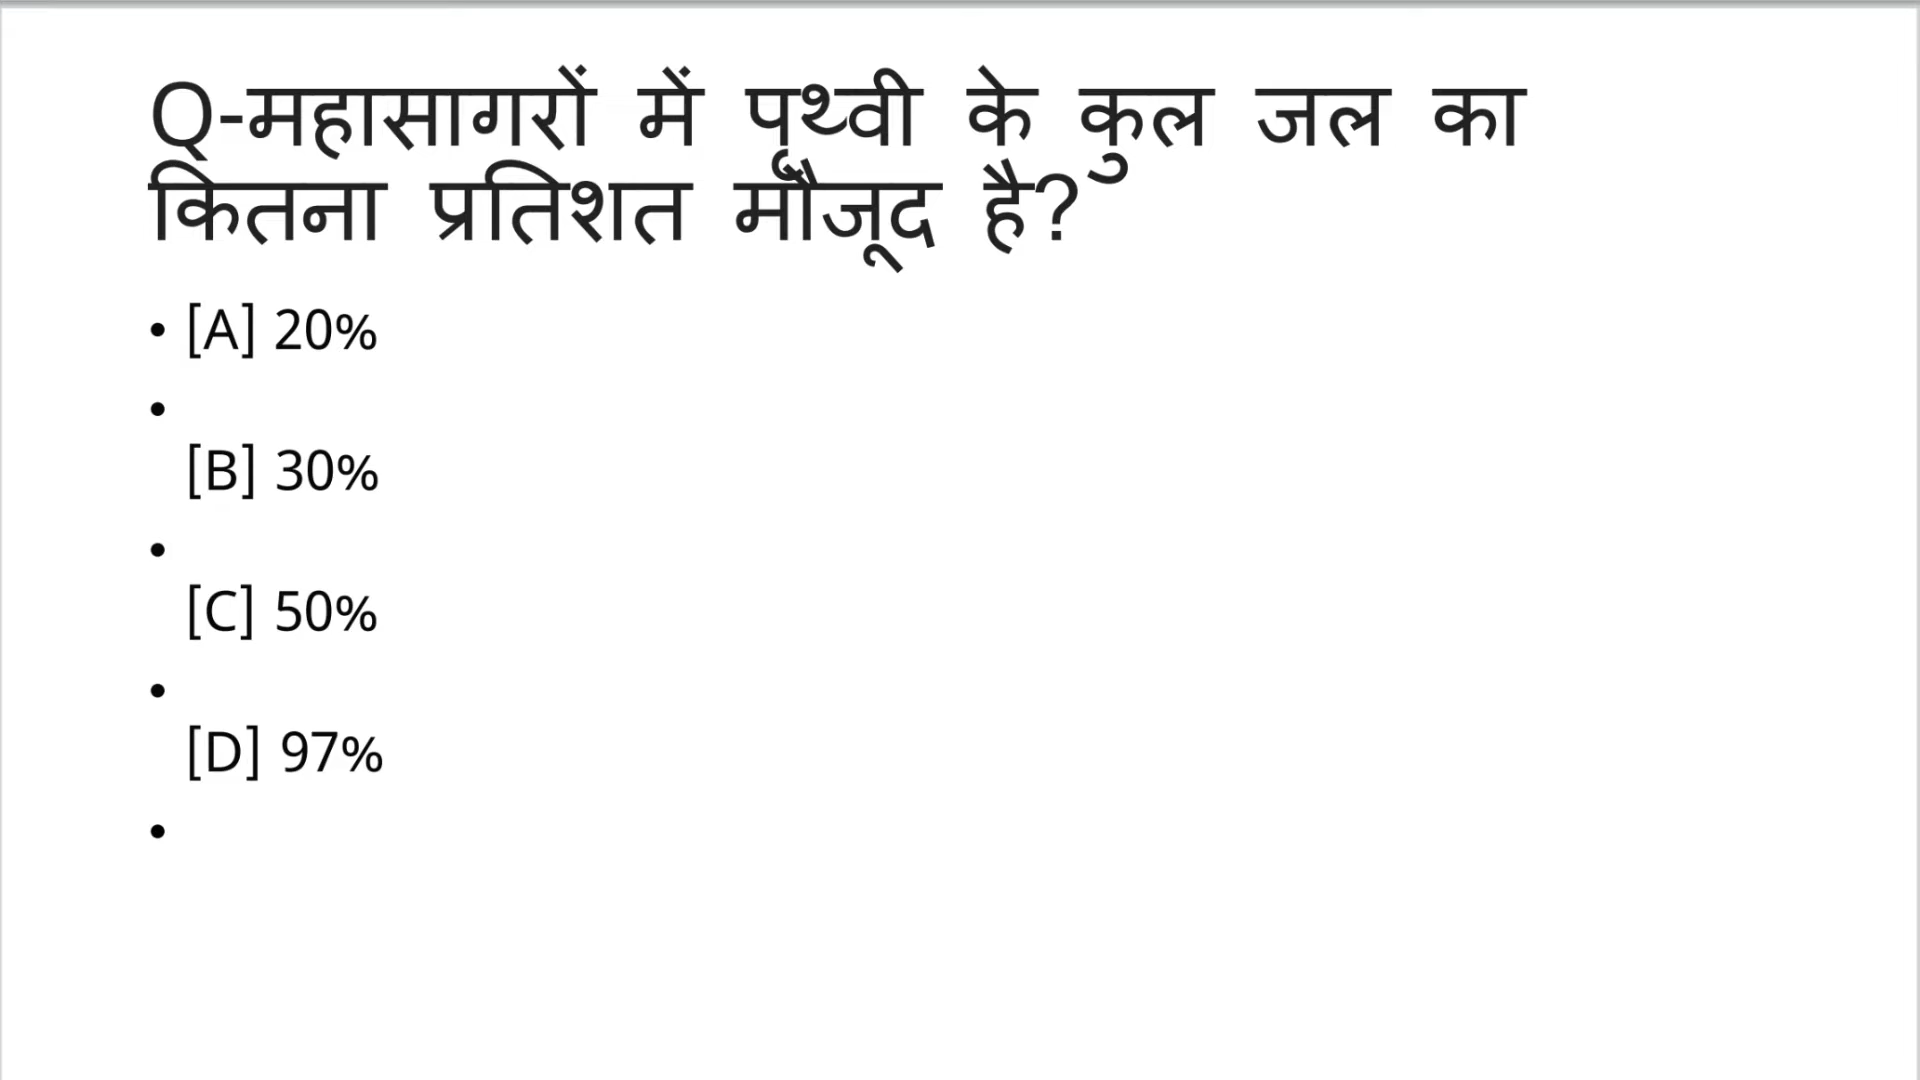 Q-महासागरों में पृथ्वी के कुल जल का
कितना प्रतिशत मौजूद है?
• [A] 20%
•
[B] 30%
•
[C] 50%
•
[D] 97%
•